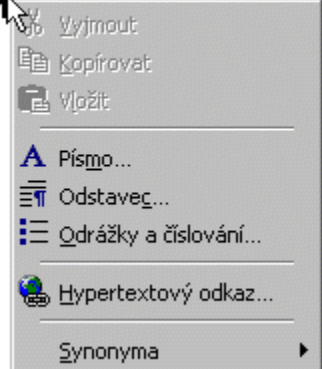 Vyjmout
Kopírovat
Vložit
Písmo...
Odstavec...
Odrážky a číslování...
Hypertextový odkaz...
Synonyma